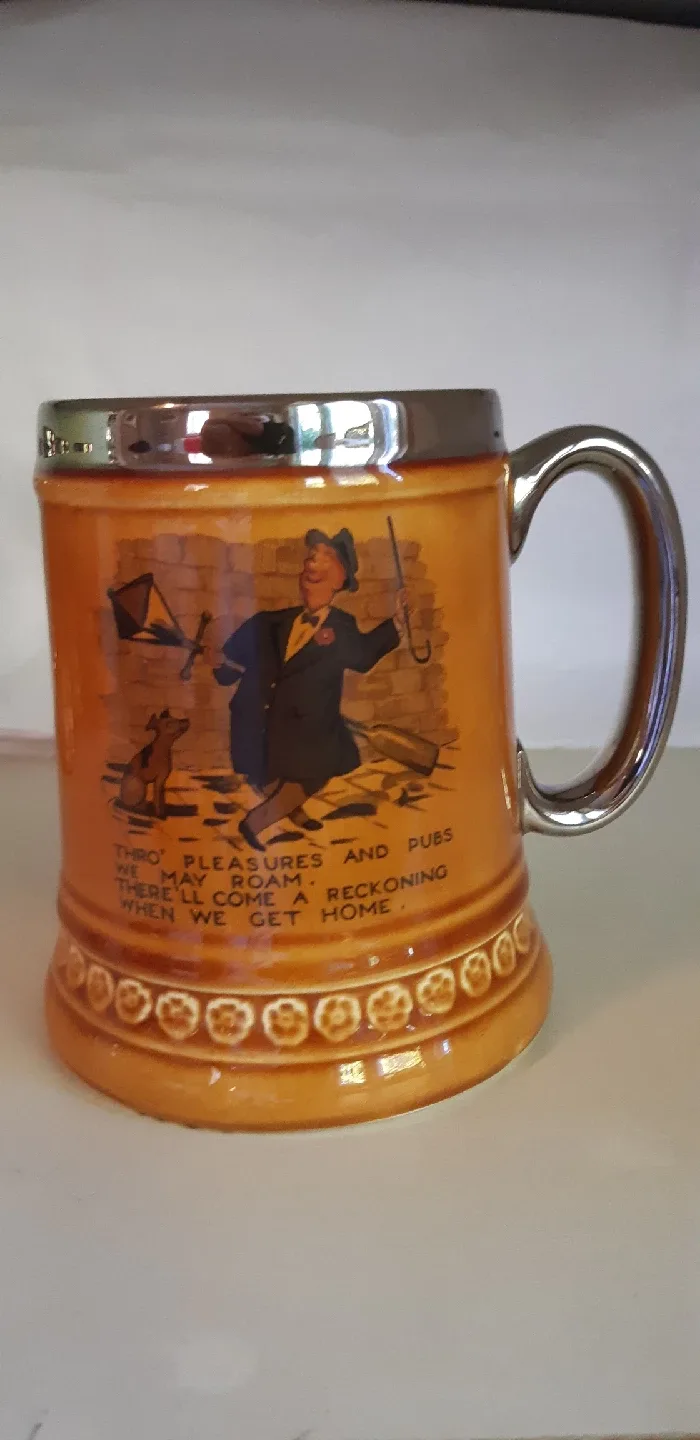 THRO' PLEASURES AND PUBS
WE MAY ROAM.
THERE'LL COME A RECKONING
WHEN WE GET HOME.